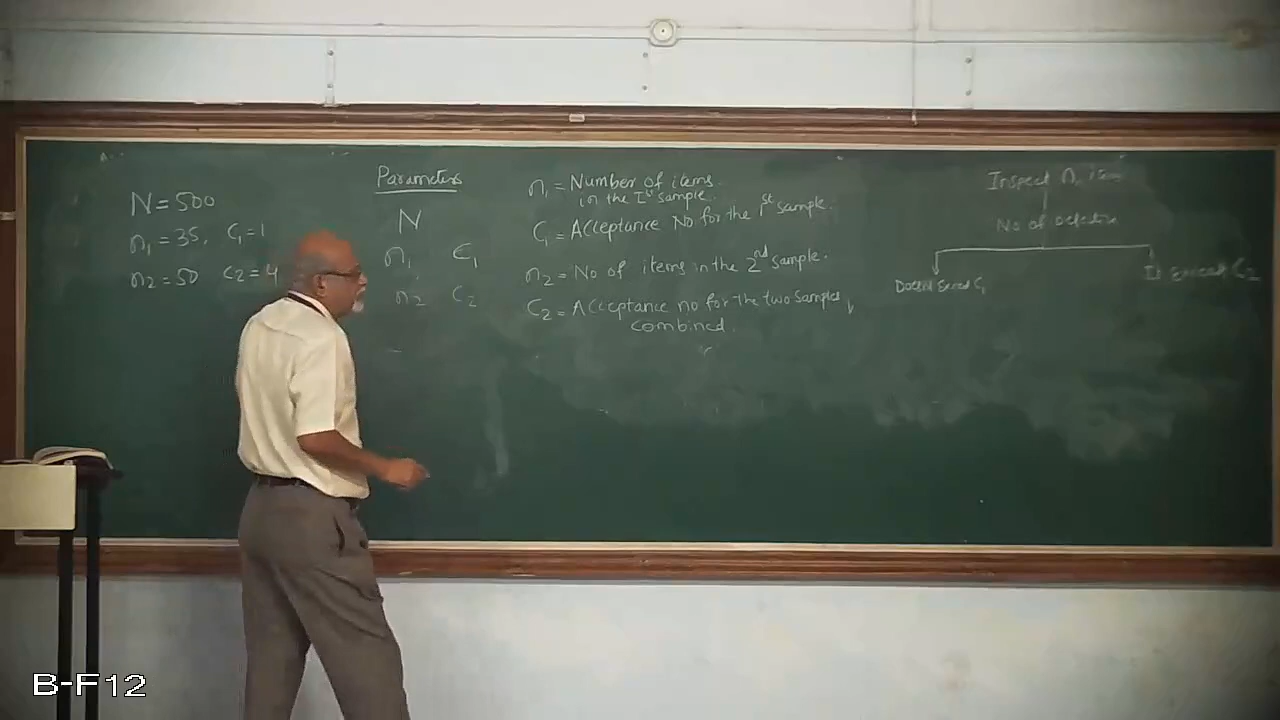 N = 500
n₁ = 35, C₁ = 1
n₂ = 50 C₂ = 4
Parameters
N
n₁ C₁
n₂ C₂
n₁ = Number of items
in the Iˢᵗ sample.
C₁ = Acceptance No for the 1ˢᵗ sample.
n₂ = No of items in the 2ⁿᵈ sample.
C₂ = Acceptance no for the two samples
combined.
Inspect n₁ items
No of Defective
Does not Exceed C₁
Exceed C₂
B-F12